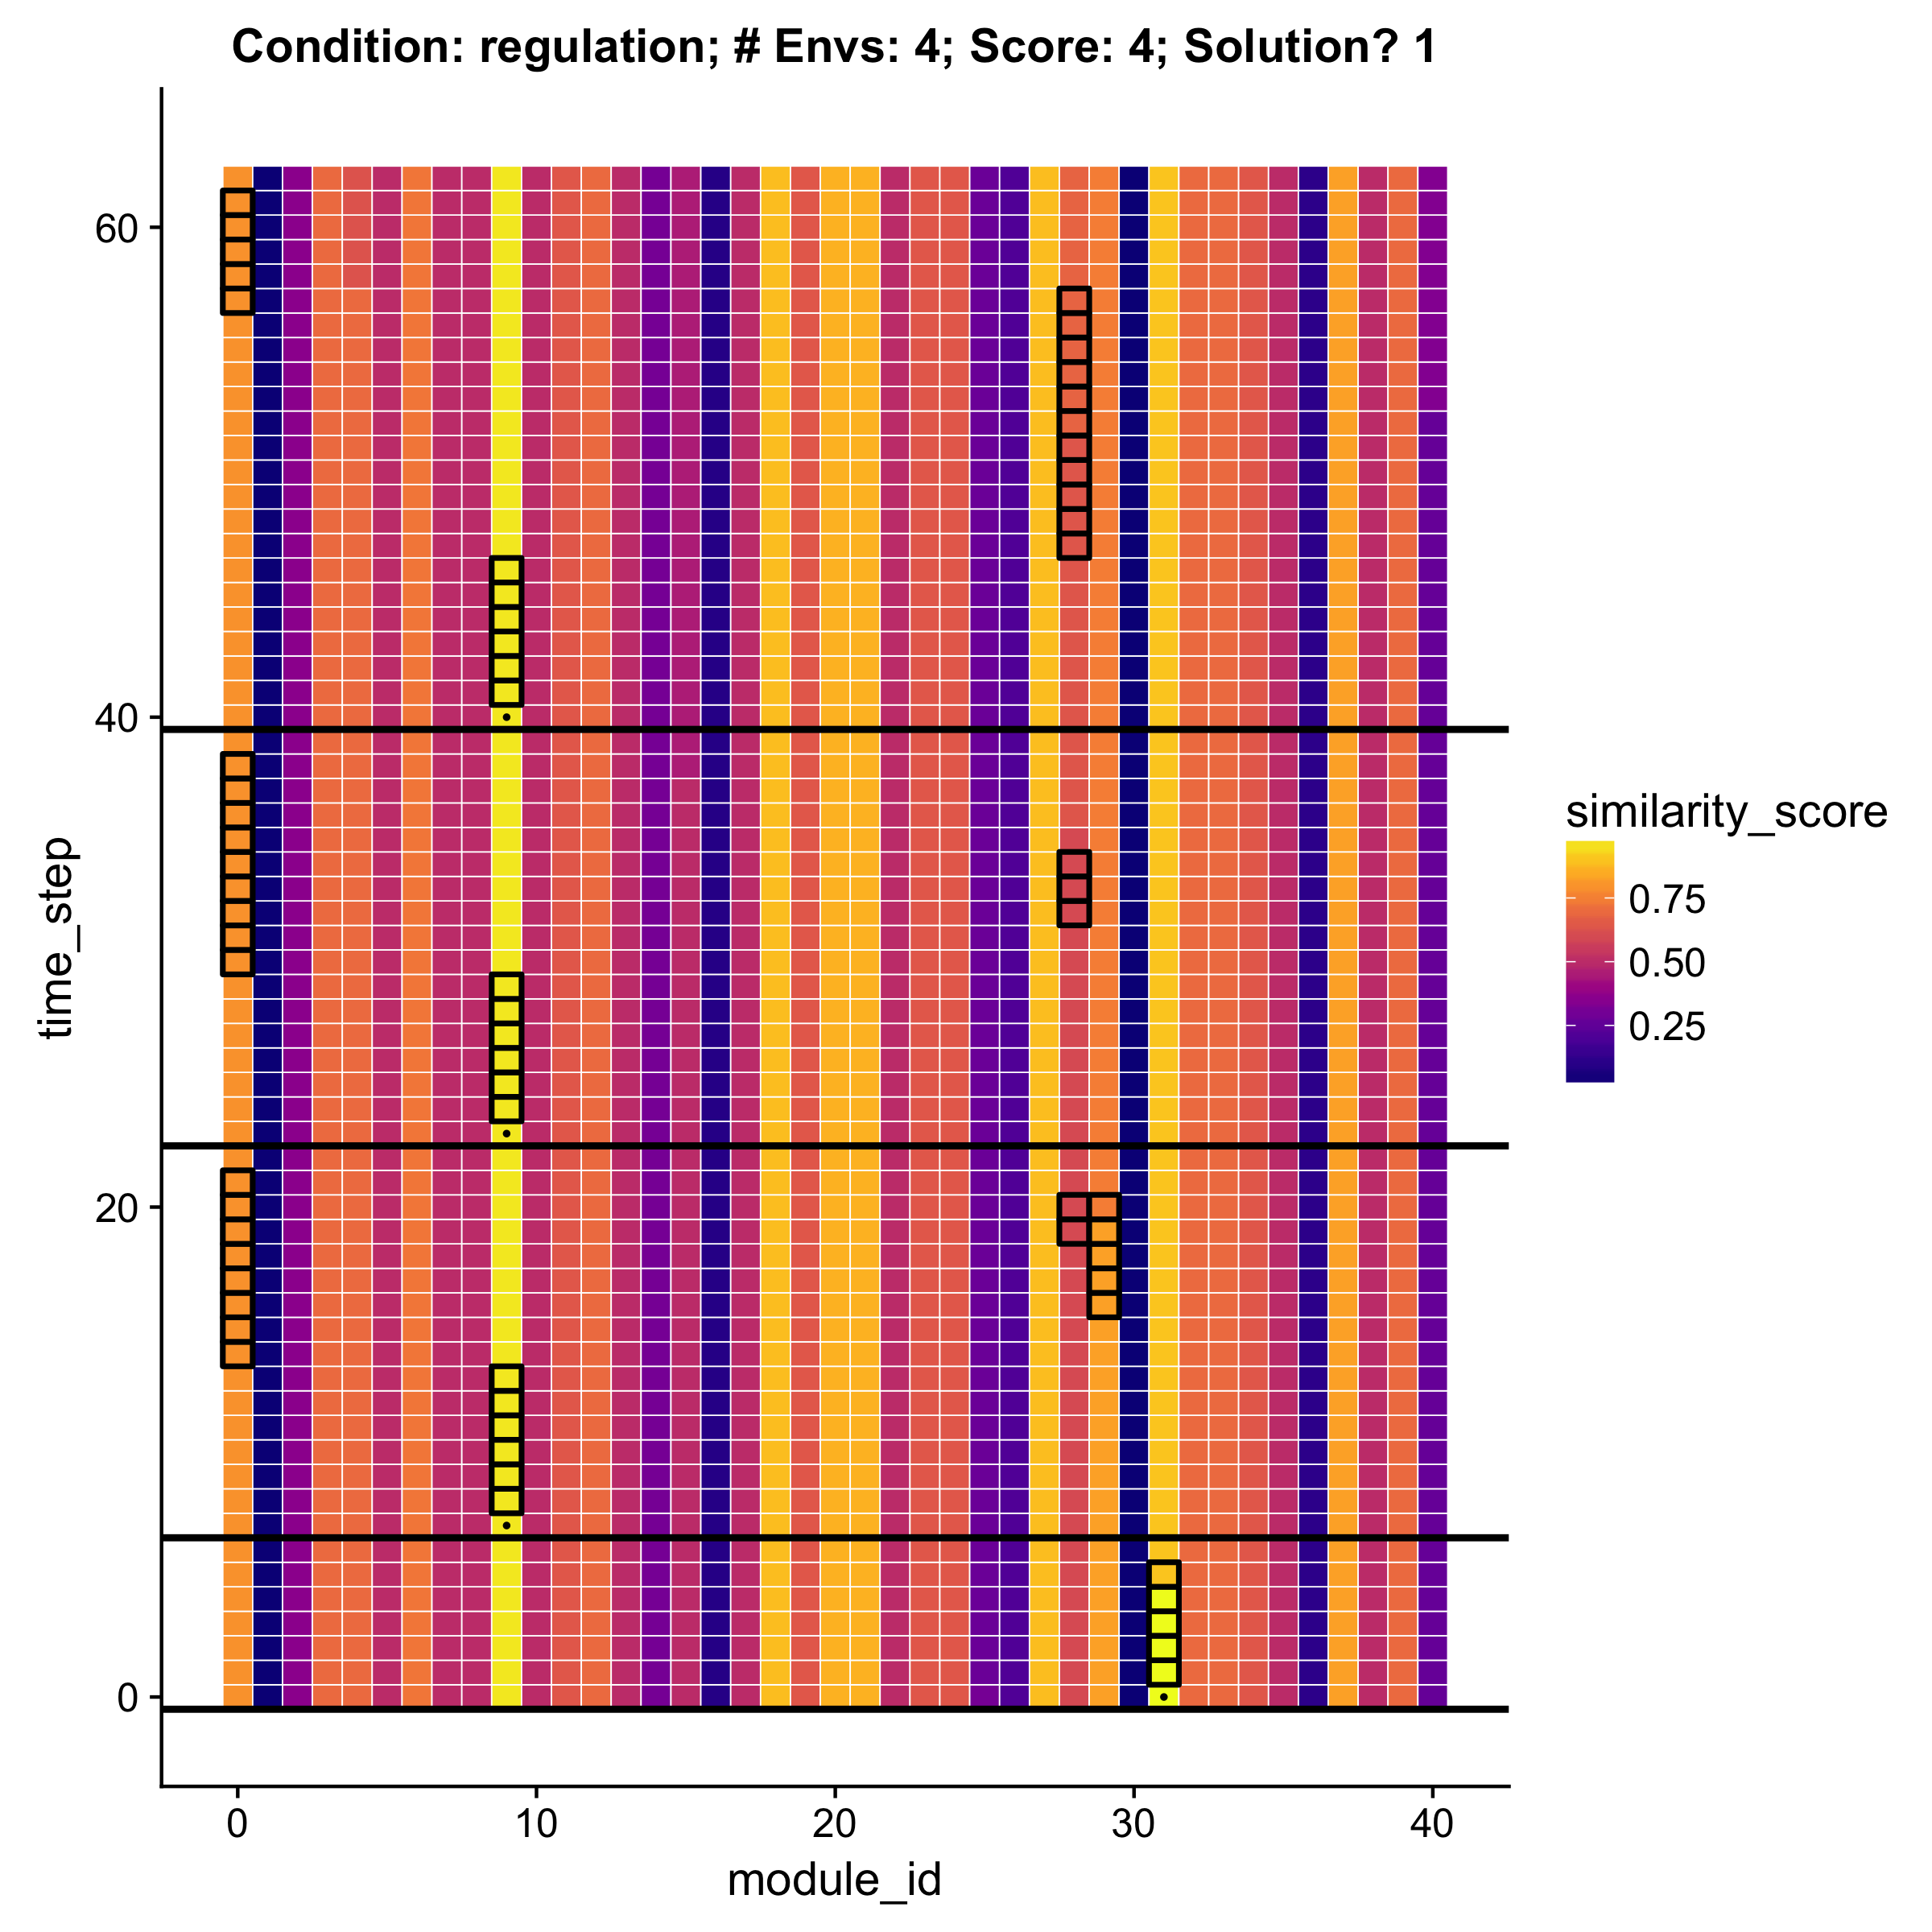 Condition: regulation; # Envs: 4; Score: 4; Solution? 1
time_step
60
40
20
0
0 10 20 30 40
module_id
similarity_score
0.75
0.50
0.25